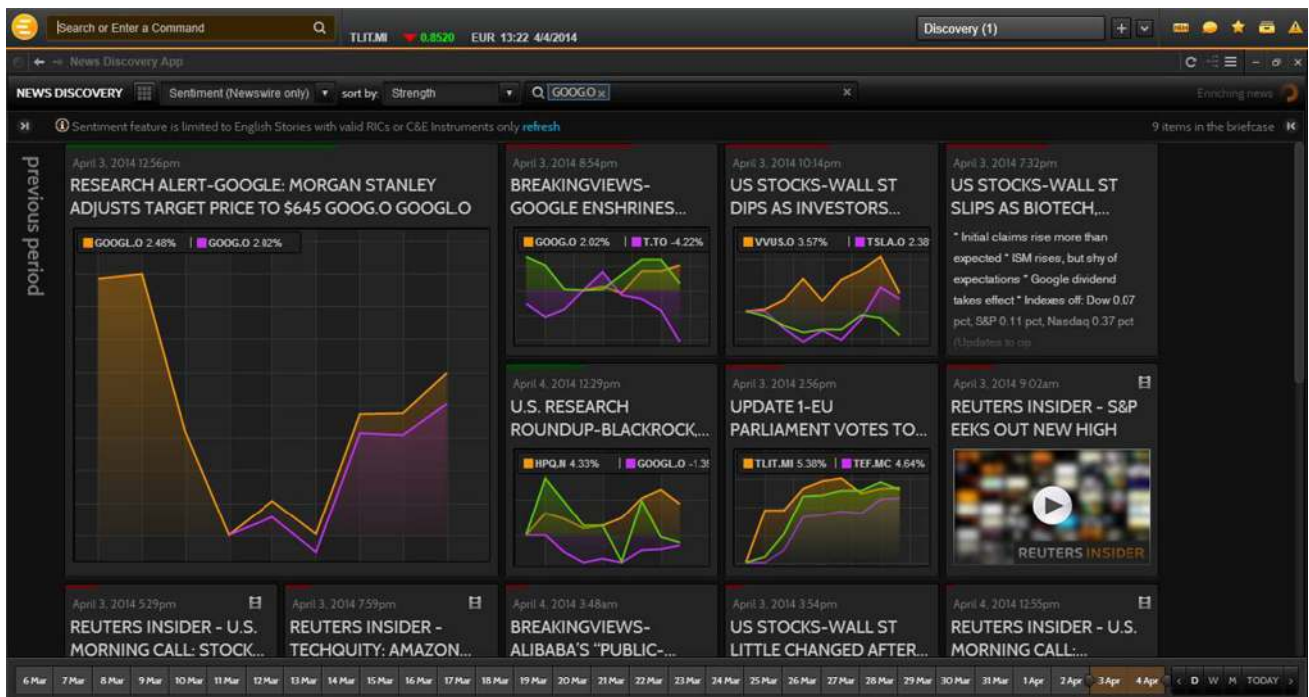 Search or Enter a Command
TLIT.MI 0.8520 EUR 13:22 4/4/2014
Discovery (1)
News Discovery App
NEWS DISCOVERY Sentiment (Newswire only) sort by: Strength GOOG.O x Enriching news
Sentiment feature is limited to English Stories with valid RICs or C&E Instruments only refresh
9 items in the briefcase
previous period
April 3, 2014 12:56pm
RESEARCH ALERT-GOOGLE: MORGAN STANLEY
ADJUSTS TARGET PRICE TO $645 GOOG.O GOOGL.O
GOOGL.O 2.48% | GOOG.O 2.02%
April 3, 2014 8:54pm
BREAKINGVIEWS-
GOOGLE ENSHRINES...
GOOG.O 2.02% | T.TO -4.22%
April 3, 2014 10:14pm
US STOCKS-WALL ST
DIPS AS INVESTORS...
VVUS.O 3.57% | TSLA.O 2.38
April 3, 2014 7:32pm
US STOCKS-WALL ST
SLIPS AS BIOTECH,...
* Initial claims rise more than
expected * ISM rises, but shy of
expectations * Google dividend
takes effect * Indexes off: Dow 0.07
pct, S&P 0.11 pct, Nasdaq 0.37 pct
(Updates to op
April 4, 2014 12:29pm
U.S. RESEARCH
ROUNDUP-BLACKROCK,...
HPQ.N 4.33% | GOOGL.O -1.35
April 3, 2014 2:56pm
UPDATE 1-EU
PARLIAMENT VOTES TO...
TLIT.MI 5.38% | TEF.MC 4.64%
April 3, 2014 9:02am
REUTERS INSIDER - S&P
EEKS OUT NEW HIGH
REUTERS INSIDER
April 3, 2014 5:29pm
REUTERS INSIDER - U.S.
MORNING CALL: STOCK...
April 3, 2014 7:59pm
REUTERS INSIDER -
TECHQUITY: AMAZON...
April 4, 2014 3:48am
BREAKINGVIEWS-
ALIBABA'S "PUBLIC-...
April 3, 2014 3:54pm
US STOCKS-WALL ST
LITTLE CHANGED AFTER...
April 4, 2014 12:55pm
REUTERS INSIDER - U.S.
MORNING CALL:...
6 Mar 7 Mar 8 Mar 9 Mar 10 Mar 11 Mar 12 Mar 13 Mar 14 Mar 15 Mar 16 Mar 17 Mar 18 Mar 19 Mar 20 Mar 21 Mar 22 Mar 23 Mar 24 Mar 25 Mar 26 Mar 27 Mar 28 Mar 29 Mar 30 Mar 31 Mar 1 Apr 2 Apr 3 Apr 4 Apr < D W M TODAY >